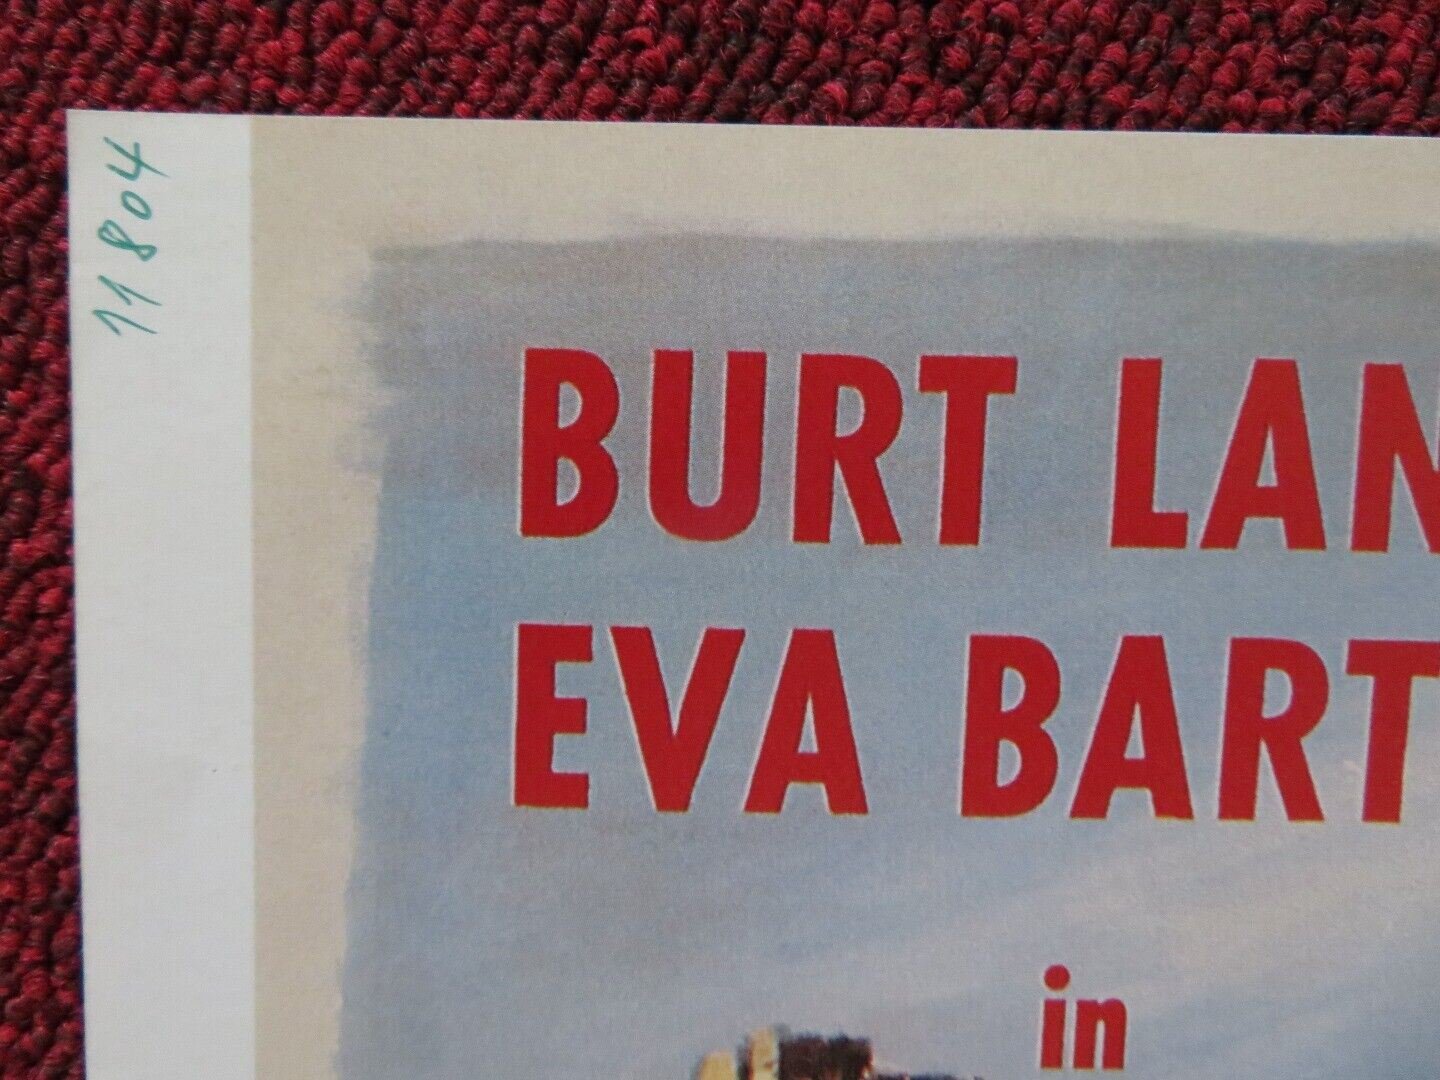 11804
BURT LAN
EVA BART
in